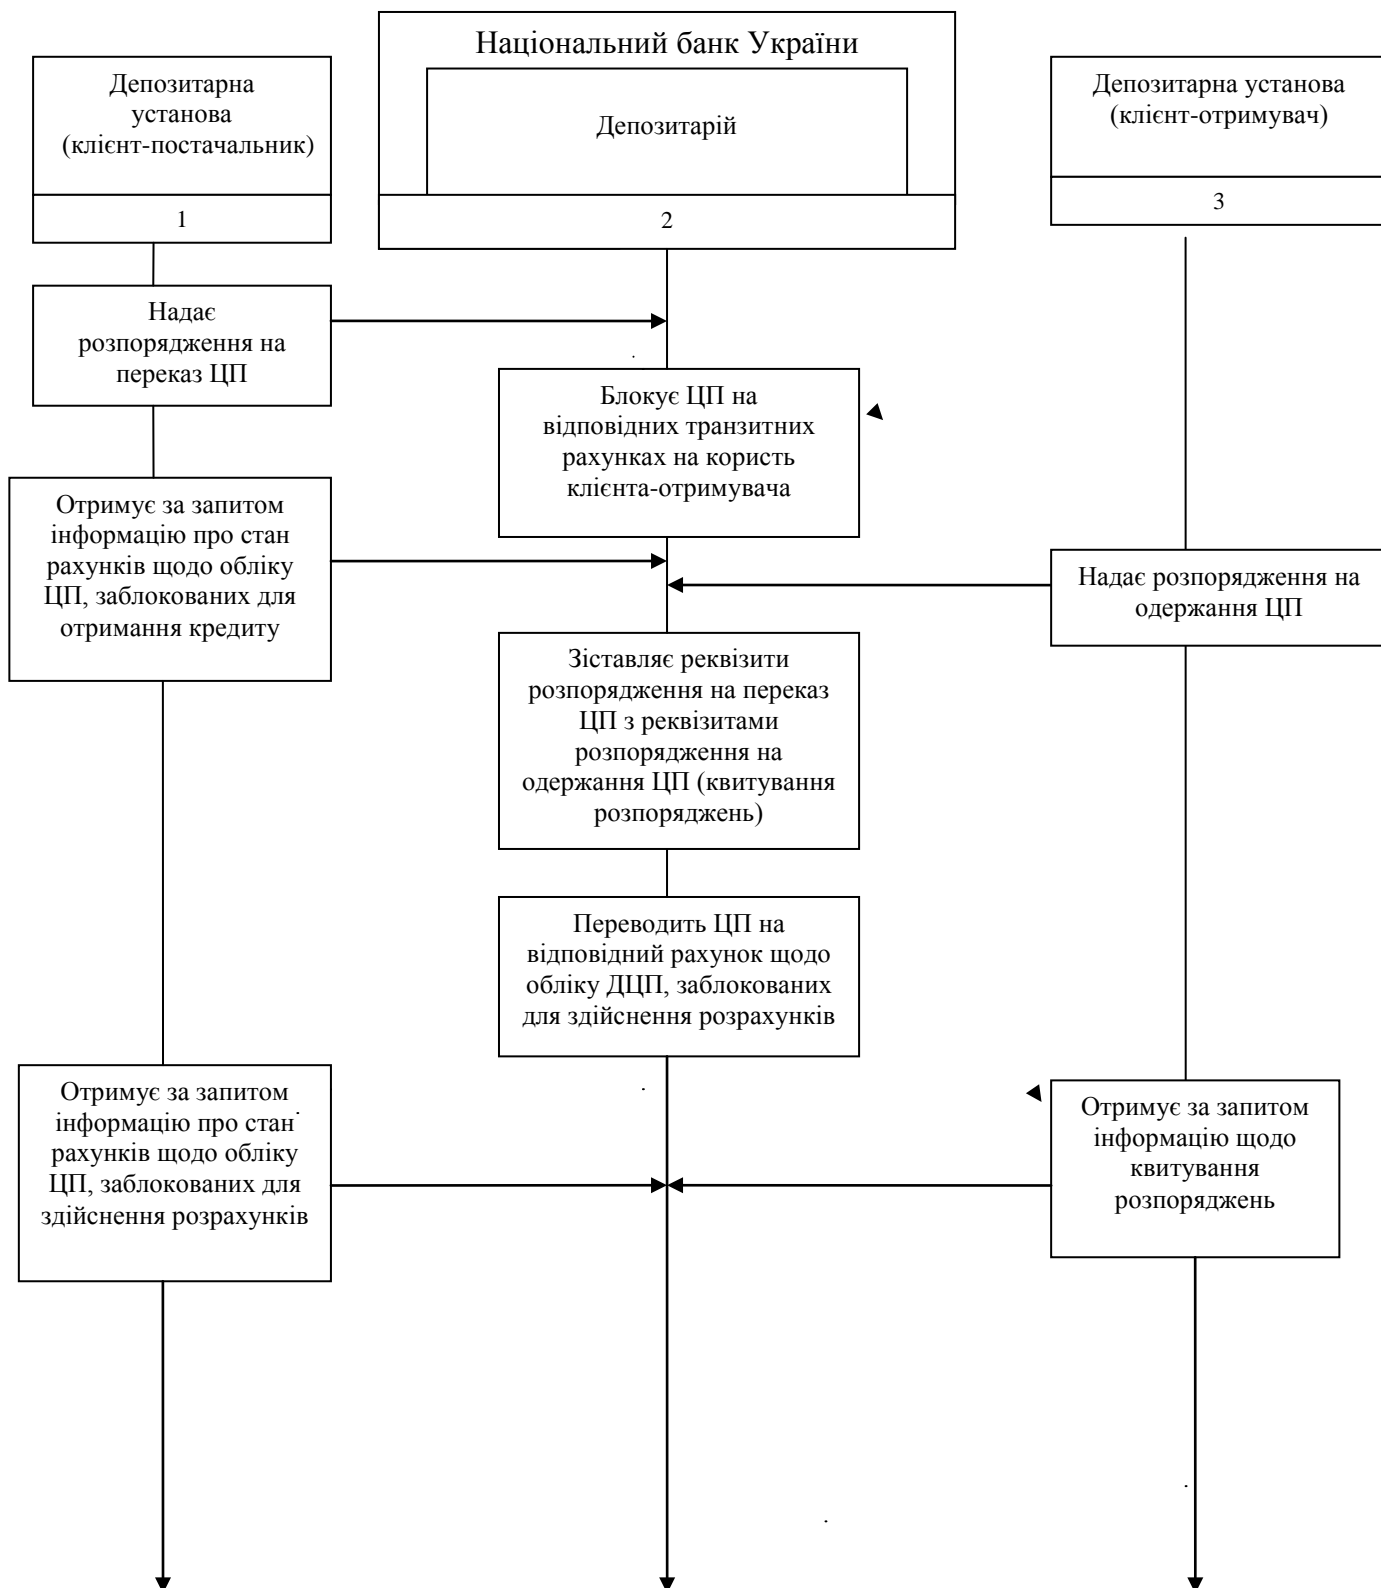 Національний банк України
Депозитарна
установа
(клієнт-постачальник)
Депозитарій
Депозитарна установа
(клієнт-отримувач)
1
2
3
Надає
розпорядження на
переказ ЦП
Блокує ЦП на
відповідних транзитних
рахунках на користь
клієнта-отримувача
Отримує за запитом
інформацію про стан
рахунків щодо обліку
ЦП, заблокованих для
отримання кредиту
Надає розпорядження на
одержання ЦП
Зіставляє реквізити
розпорядження на переказ
ЦП з реквізитами
розпорядження на
одержання ЦП (квитування
розпоряджень)
Переводить ЦП на
відповідний рахунок щодо
обліку ДЦП, заблокованих
для здійснення розрахунків
Отримує за запитом
інформацію про стан
рахунків щодо обліку
ЦП, заблокованих для
здійснення розрахунків
Отримує за запитом
інформацію щодо
квитування
розпоряджень